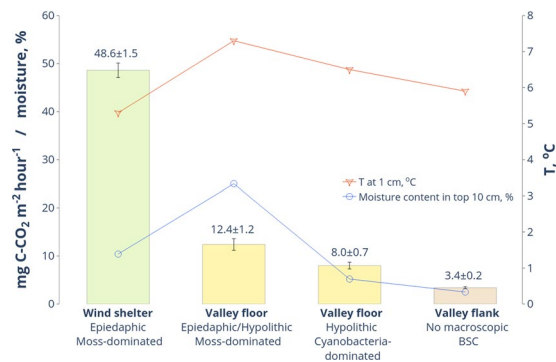 60
50
40
30
20
10
0
mg C-CO2 m-2 hour-1 / moisture, %
8
7
6
5
4
3
2
1
0
T, oC
48.6±1.5
12.4±1.2
8.0±0.7
3.4±0.2
T at 1 cm, oC
Moisture content in top 10 cm, %
Wind shelter
Epiedaphic
Moss-dominated
Valley floor
Epiedaphic/Hypolithic
Moss-dominated
Valley floor
Hypolithic
Cyanobacteria-
dominated
Valley flank
No macroscopic
BSC